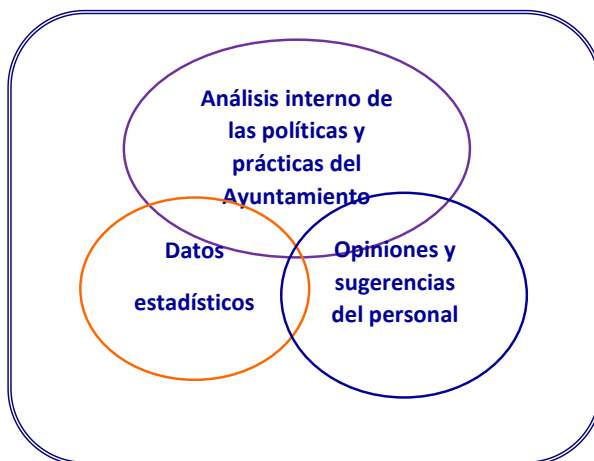 Análisis interno de
las políticas y
prácticas del
Ayuntamiento
Datos
estadísticos
Opiniones y
sugerencias
del personal